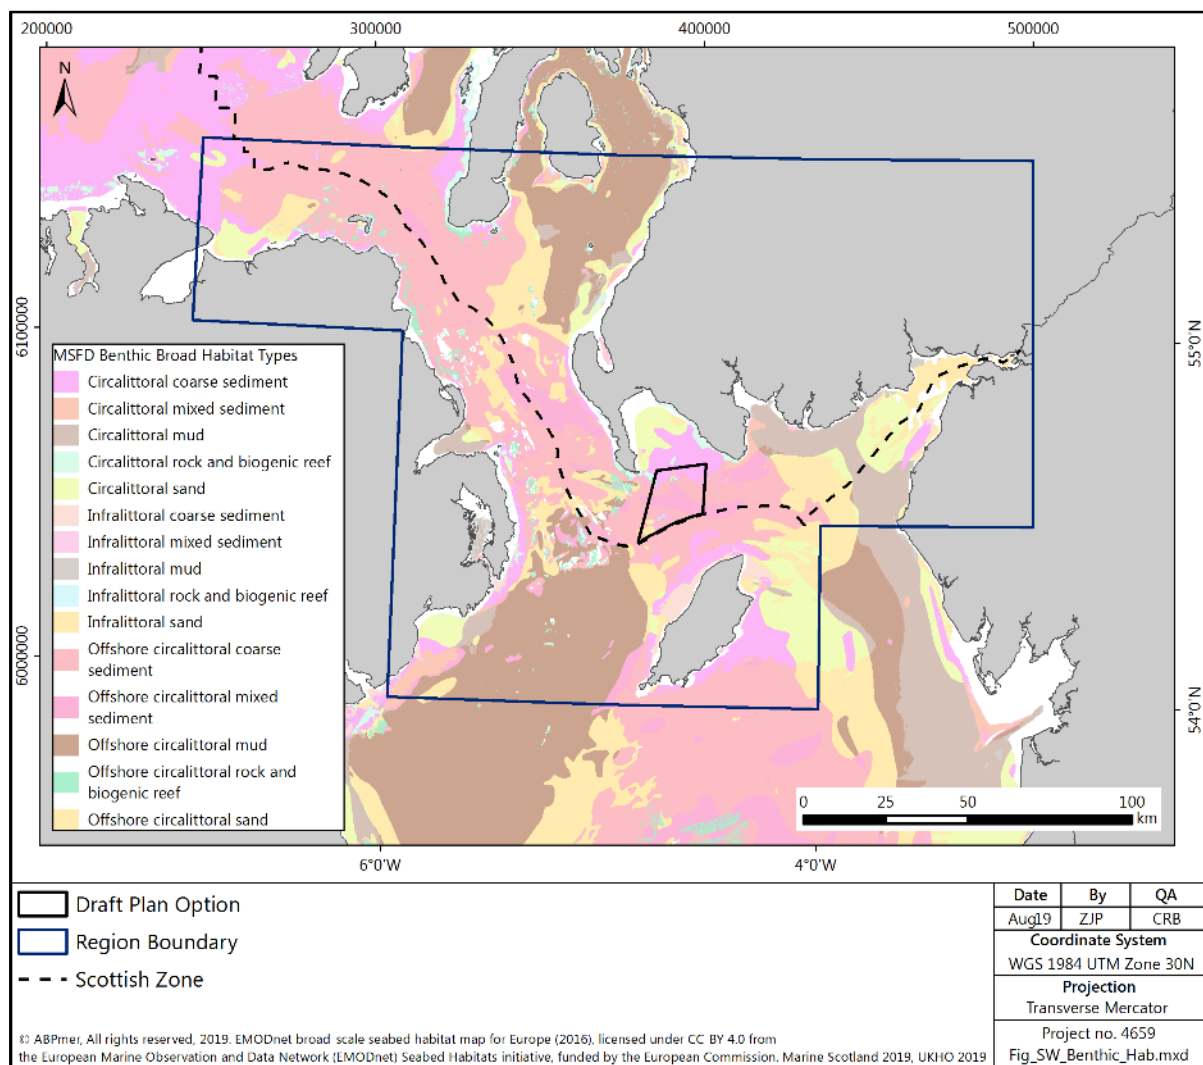 200000 300000 400000 500000
N
6100000
6000000
55°0'N
54°0'N
MSFD Benthic Broad Habitat Types
Circalittoral coarse sediment
Circalittoral mixed sediment
Circalittoral mud
Circalittoral rock and biogenic reef
Circalittoral sand
Infralittoral coarse sediment
Infralittoral mixed sediment
Infralittoral mud
Infralittoral rock and biogenic reef
Infralittoral sand
Offshore circalittoral coarse
sediment
Offshore circalittoral mixed
sediment
Offshore circalittoral mud
Offshore circalittoral rock and
biogenic reef
Offshore circalittoral sand
0 25 50 100
km
6°0'W 4°0'W
Draft Plan Option
Region Boundary
Scottish Zone
Date By QA
Aug19 ZJP CRB
Coordinate System
WGS 1984 UTM Zone 30N
Projection
Transverse Mercator
Project no. 4659
Fig_SW_Benthic_Hab.mxd
© ABPmer, All rights reserved, 2019. EMODnet broad scale seabed habitat map for Europe (2016), licensed under CC BY 4.0 from
the European Marine Observation and Data Network (EMODnet) Seabed Habitats initiative, funded by the European Commission. Marine Scotland 2019, UKHO 2019